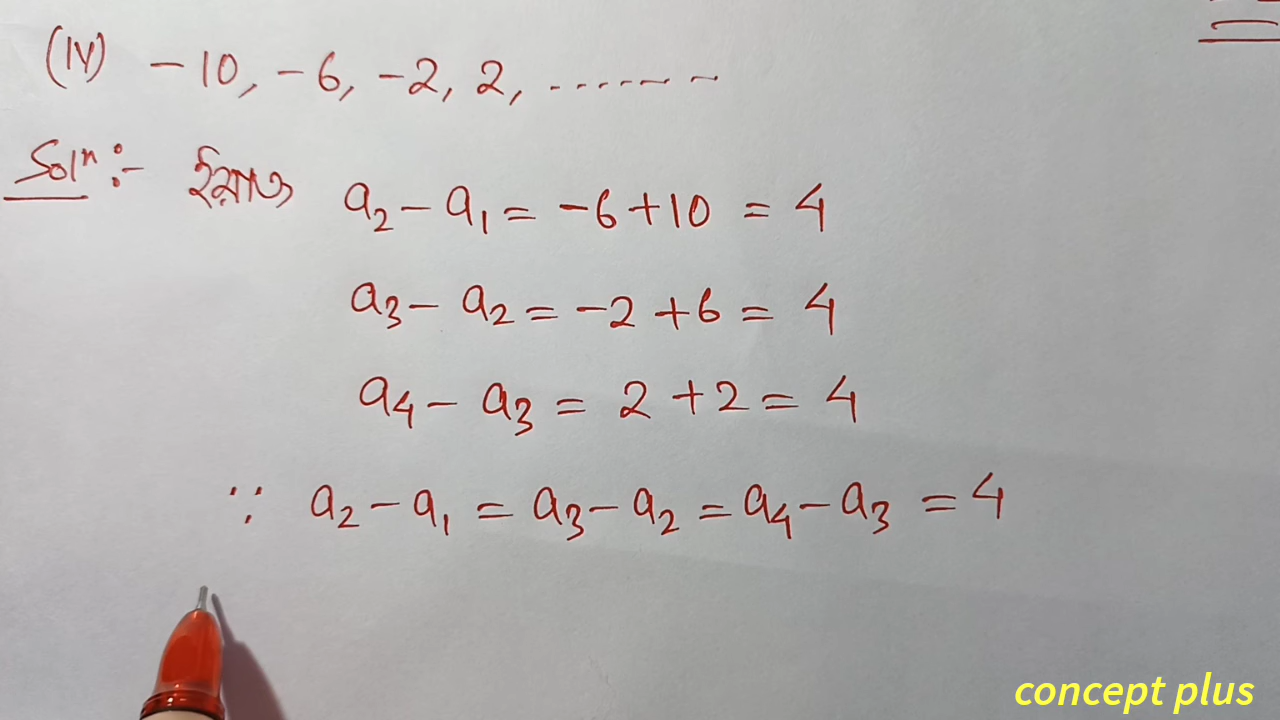 (iv) -10, -6, -2, 2, .......
Solⁿ :- ইয়াত a₂ - a₁ = -6 + 10 = 4
a₃ - a₂ = -2 + 6 = 4
a₄ - a₃ = 2 + 2 = 4
∵ a₂ - a₁ = a₃ - a₂ = a₄ - a₃ = 4
concept plus